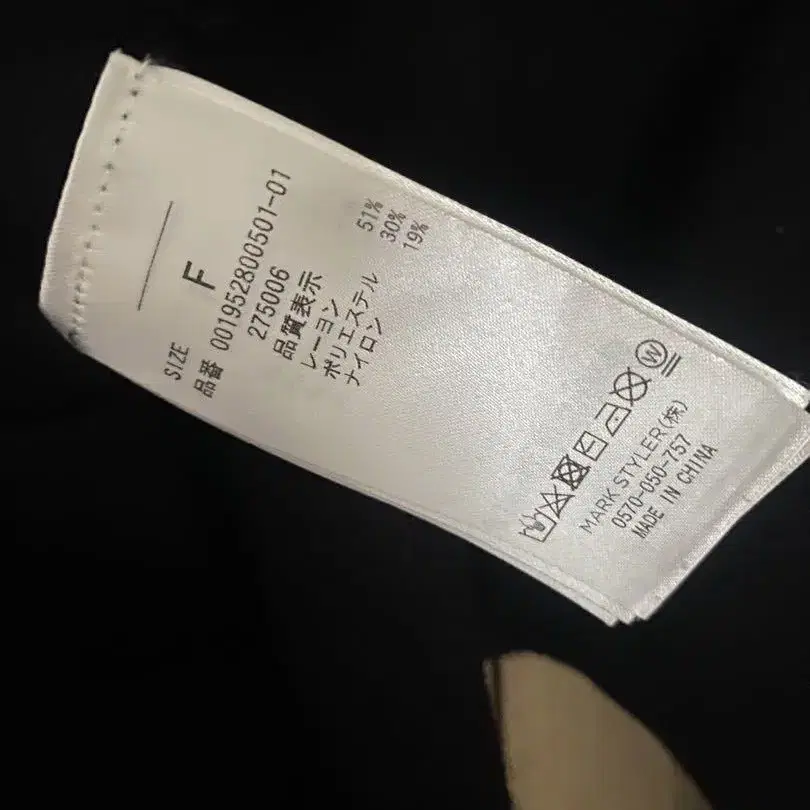 SIZE F
品番 001952800501-01
275006
品質表示
レーヨン 51%
ポリエステル 30%
ナイロン 19%
W
MARK STYLER(株)
0570-050-757
MADE IN CHINA